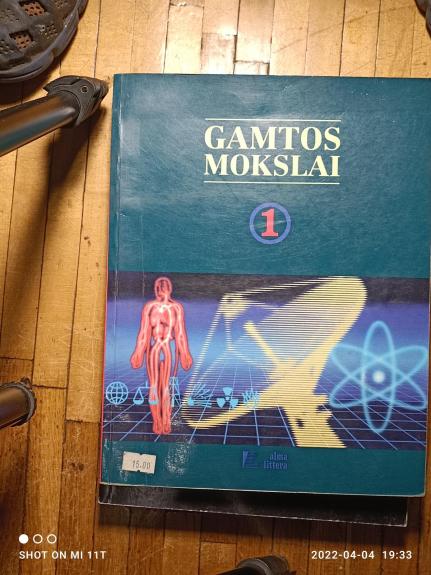 GAMTOS
MOKSLAI
1
15.00
alma
littera
SHOT ON MI 11T
2022-04-04 19:33